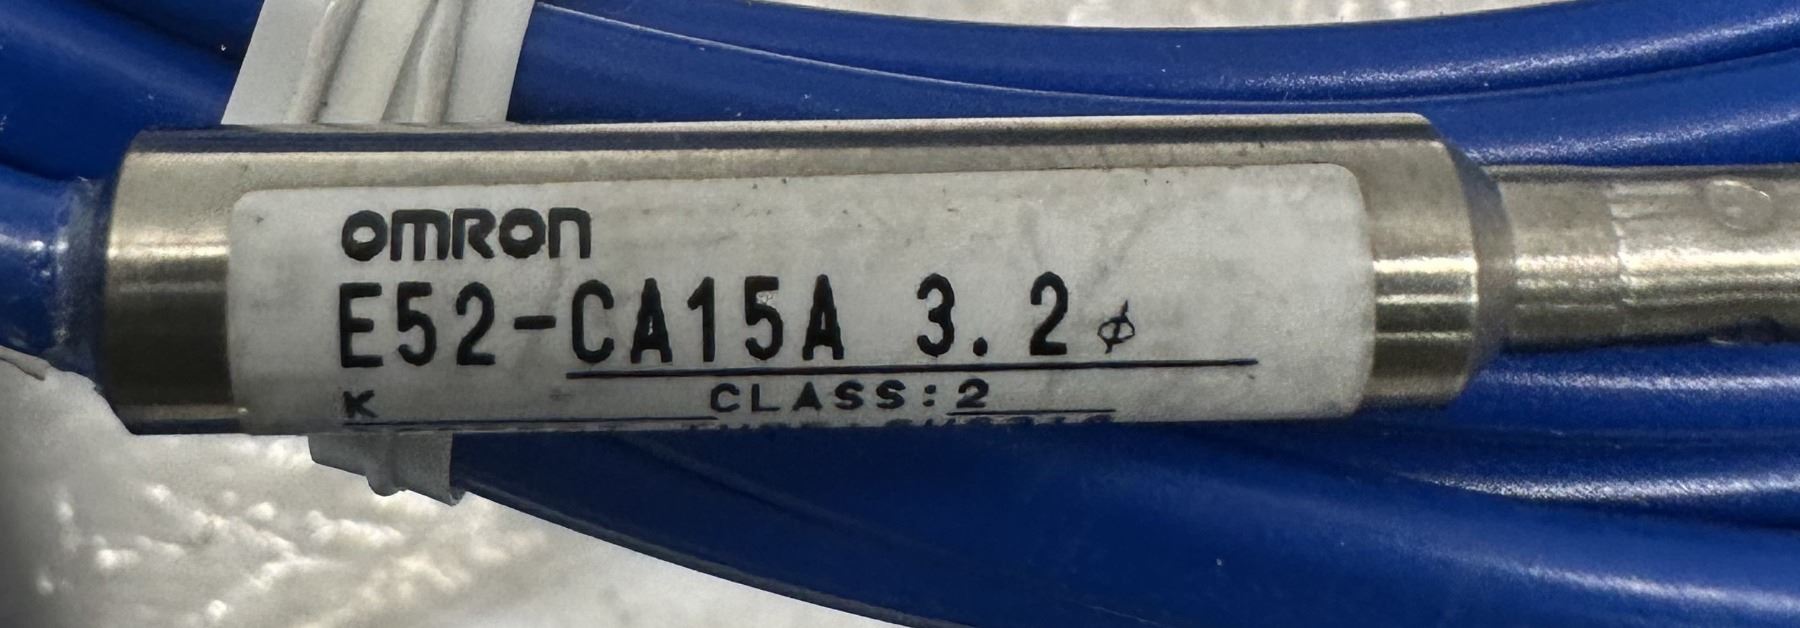 omron
E52-CA15A 3.2ϕ
K CLASS:2